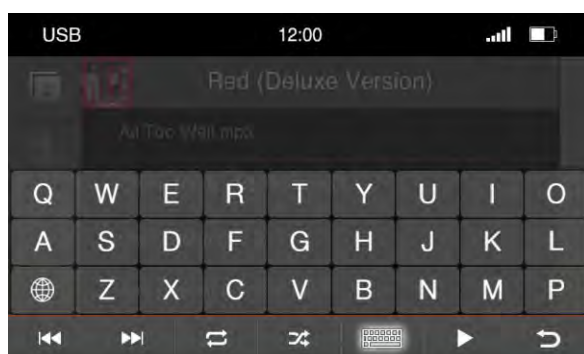 USB 12:00
Red (Deluxe Version)
All Too Well.mp3
Q W E R T Y U I O
A S D F G H J K L
Z X C V B N M P